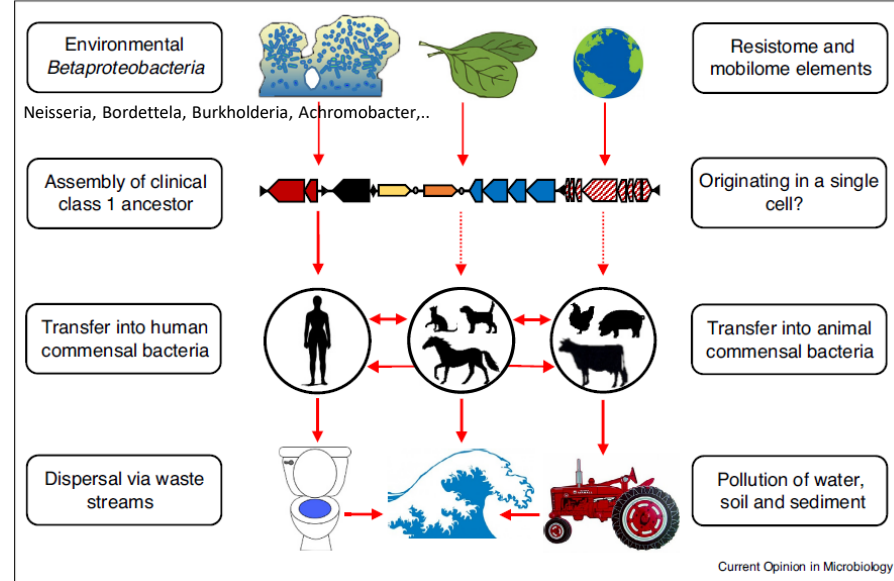 Environmental
Betaproteobacteria
Resistome and
mobilome elements
Neisseria, Bordettela, Burkholderia, Achromobacter,..
Assembly of clinical
class 1 ancestor
Originating in a single
cell?
Transfer into human
commensal bacteria
Transfer into animal
commensal bacteria
Dispersal via waste
streams
Pollution of water,
soil and sediment
Current Opinion in Microbiology